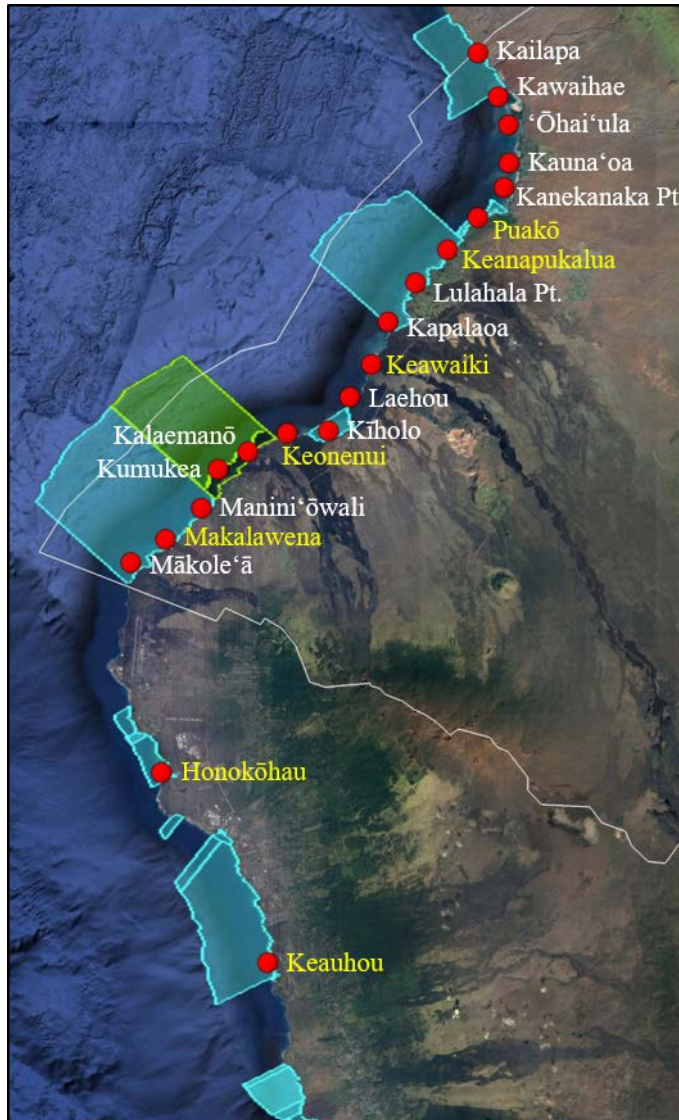 Kailapa
Kawaihae
ʻŌhaiʻula
Kaunaʻoa
Kanekanaka Pt
Puakō
Keanapukalua
Lulahala Pt.
Kapalaoa
Keawaiki
Laehou
Kīholo
Keonenui
Kalaemanō
Kumukea
Maniniʻōwali
Makalawena
Mākoleʻā
Honokōhau
Keauhou